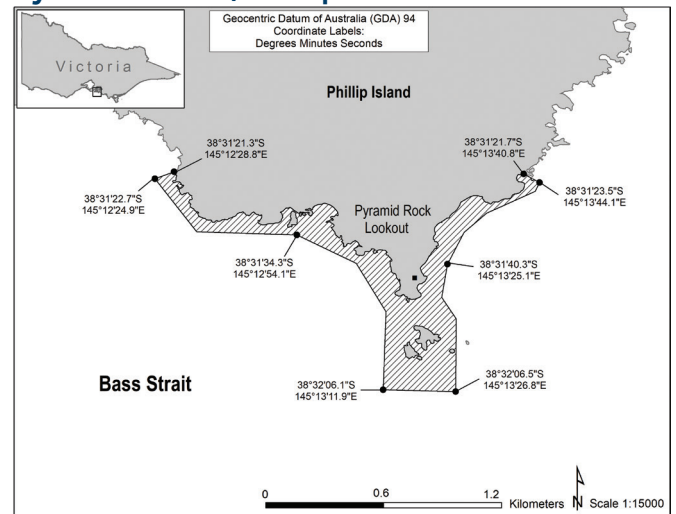 Geocentric Datum of Australia (GDA) 94
Coordinate Labels:
Degrees Minutes Seconds
Victoria
Phillip Island
38°31'21.3"S
145°12'28.8"E
38°31'21.7"S
145°13'40.8"E
38°31'22.7"S
145°12'24.9"E
38°31'23.5"S
145°13'44.1"E
Pyramid Rock
Lookout
38°31'34.3"S
145°12'54.1"E
38°31'40.3"S
145°13'25.1"E
Bass Strait
38°32'06.1"S
145°13'11.9"E
38°32'06.5"S
145°13'26.8"E
0 0.6 1.2 Kilometers N Scale 1:15000